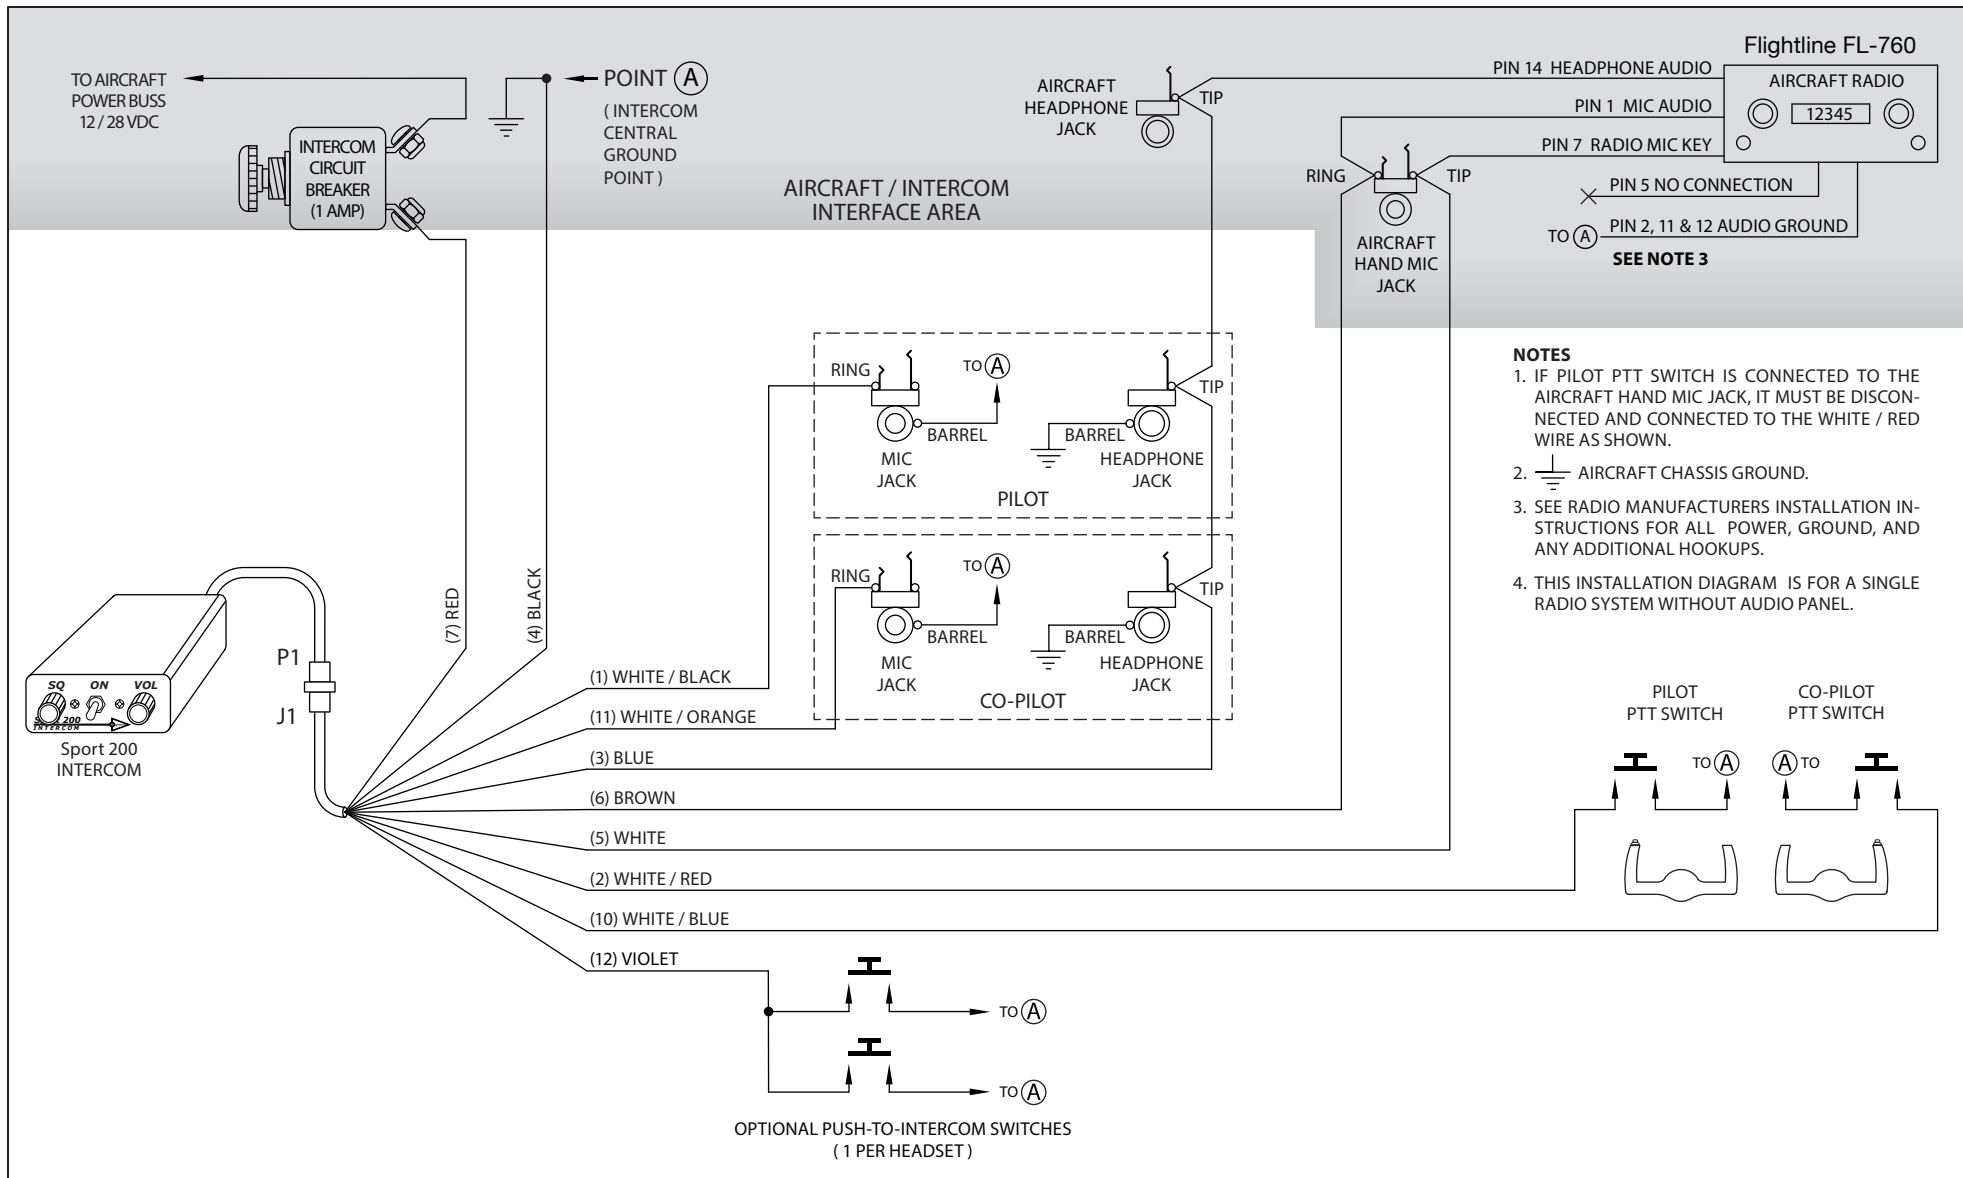 TO AIRCRAFT
POWER BUSS
12 / 28 VDC
INTERCOM
CIRCUIT
BREAKER
(1 AMP)
POINT A
( INTERCOM
CENTRAL
GROUND
POINT )
AIRCRAFT / INTERCOM
INTERFACE AREA
AIRCRAFT
HEADPHONE
JACK
TIP
Flightline FL-760
PIN 14 HEADPHONE AUDIO
AIRCRAFT RADIO
12345
PIN 1 MIC AUDIO
PIN 7 RADIO MIC KEY
RING
TIP
PIN 5 NO CONNECTION
TO A
PIN 2, 11 & 12 AUDIO GROUND
SEE NOTE 3
AIRCRAFT
HAND MIC
JACK
RING
TO A
TIP
BARREL
BARREL
MIC
JACK
HEADPHONE
JACK
PILOT
RING
TO A
TIP
BARREL
BARREL
MIC
JACK
HEADPHONE
JACK
CO-PILOT
NOTES
1. IF PILOT PTT SWITCH IS CONNECTED TO THE
AIRCRAFT HAND MIC JACK, IT MUST BE DISCON-
NECTED AND CONNECTED TO THE WHITE / RED
WIRE AS SHOWN.
2. AIRCRAFT CHASSIS GROUND.
3. SEE RADIO MANUFACTURERS INSTALLATION IN-
STRUCTIONS FOR ALL POWER, GROUND, AND
ANY ADDITIONAL HOOKUPS.
4. THIS INSTALLATION DIAGRAM IS FOR A SINGLE
RADIO SYSTEM WITHOUT AUDIO PANEL.
(7) RED
(4) BLACK
P1
J1
SQ ON VOL
200
INTERCOM
Sport 200
INTERCOM
(1) WHITE / BLACK
(11) WHITE / ORANGE
(3) BLUE
(6) BROWN
(5) WHITE
(2) WHITE / RED
(10) WHITE / BLUE
(12) VIOLET
PILOT
PTT SWITCH
CO-PILOT
PTT SWITCH
TO A
A TO
TO A
TO A
OPTIONAL PUSH-TO-INTERCOM SWITCHES
( 1 PER HEADSET )